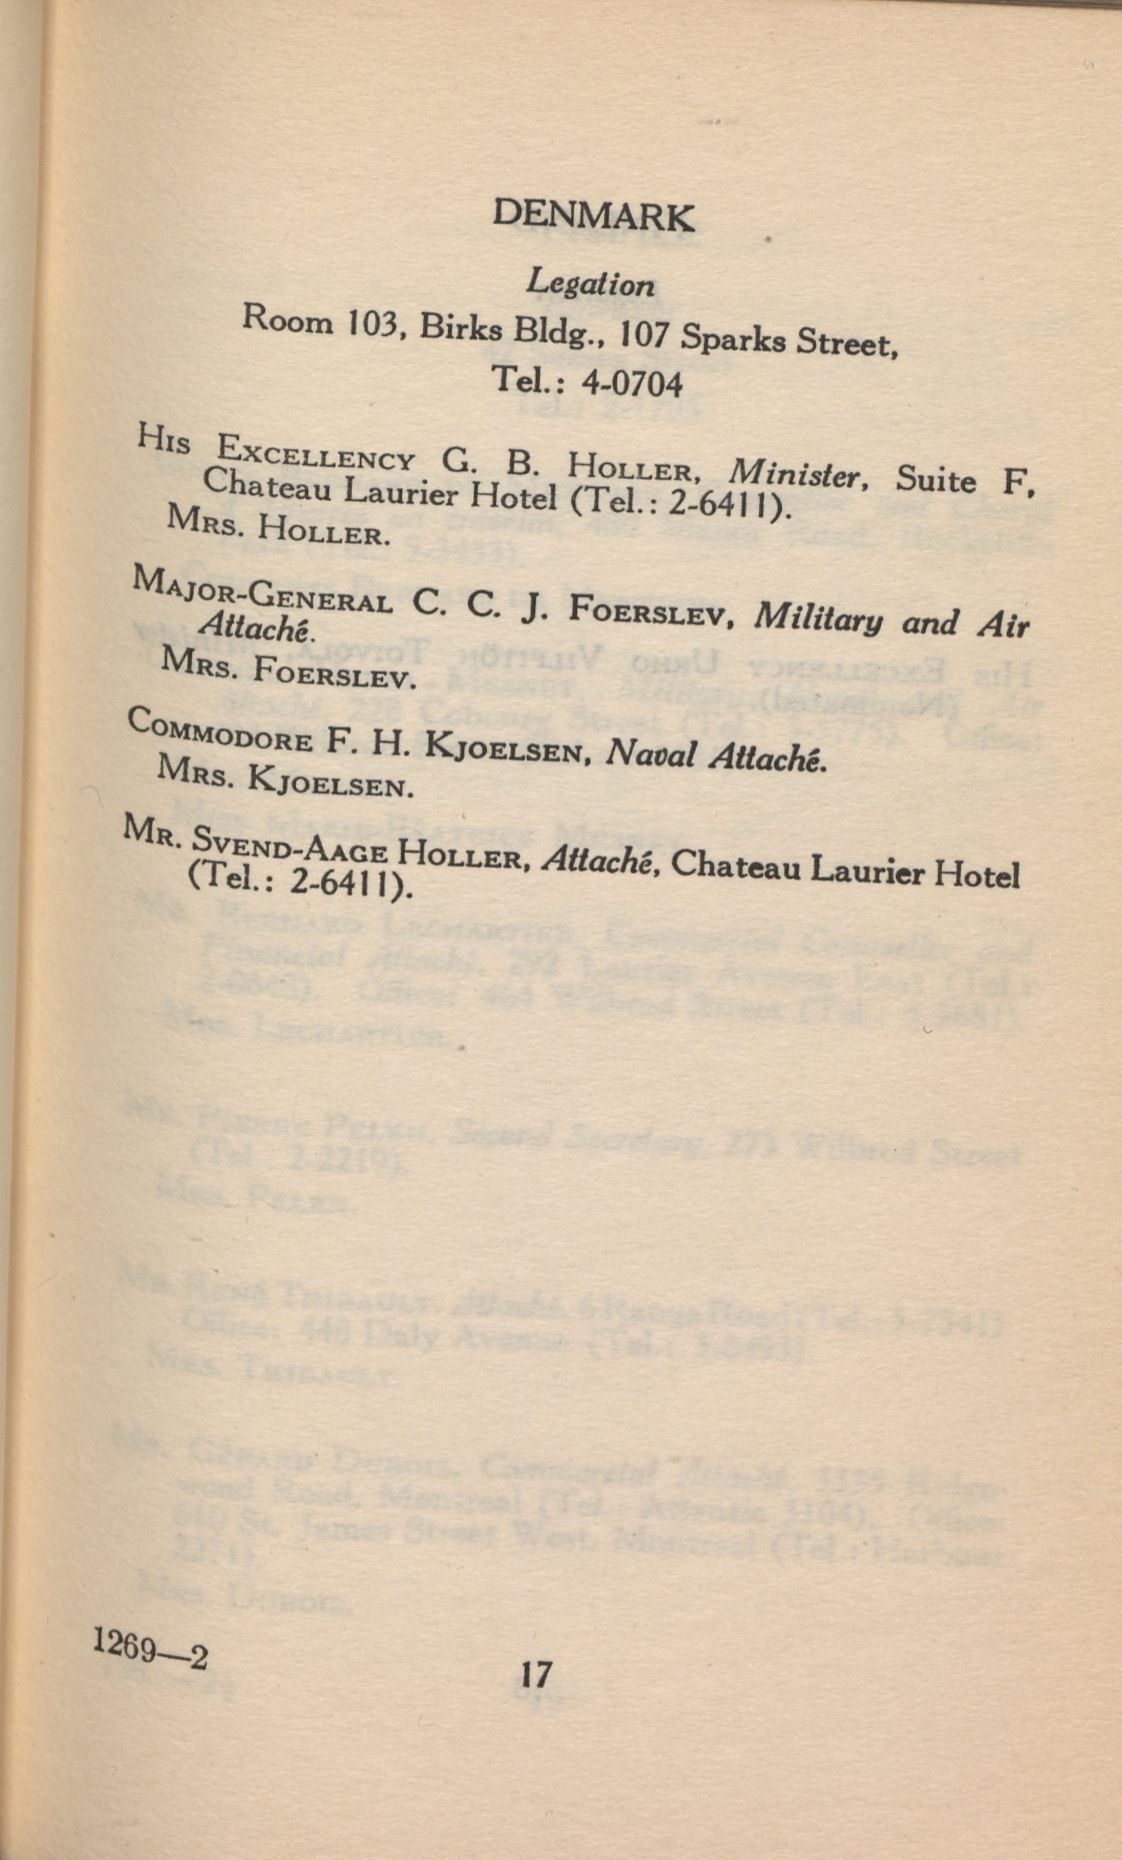 DENMARK
Legation
Room 103, Birks Bldg., 107 Sparks Street,
Tel.: 4-0704
His Excellency G. B. Holler, Minister, Suite F,
Chateau Laurier Hotel (Tel.: 2-6411).
Mrs. Holler.
Major-General C. C. J. Foerslev, Military and Air
Attaché.
Mrs. Foerslev.
Commodore F. H. Kjoelsen, Naval Attaché.
Mrs. Kjoelsen.
Mr. Svend-Aage Holler, Attaché, Chateau Laurier Hotel
(Tel.: 2-6411).
1269—2
17